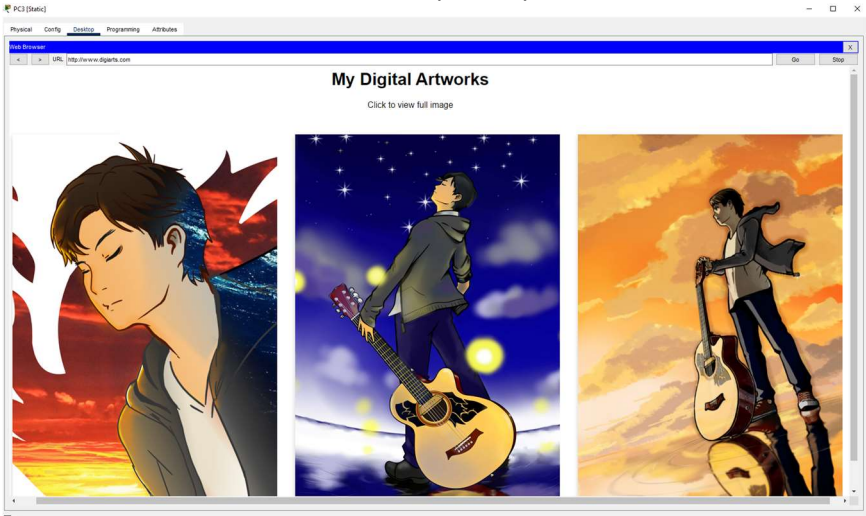 PC3 [Static]
Physical Config Desktop Programming Attributes
Web Browser X
< > URL http://www.digiarts.com Go Stop
My Digital Artworks
Click to view full image